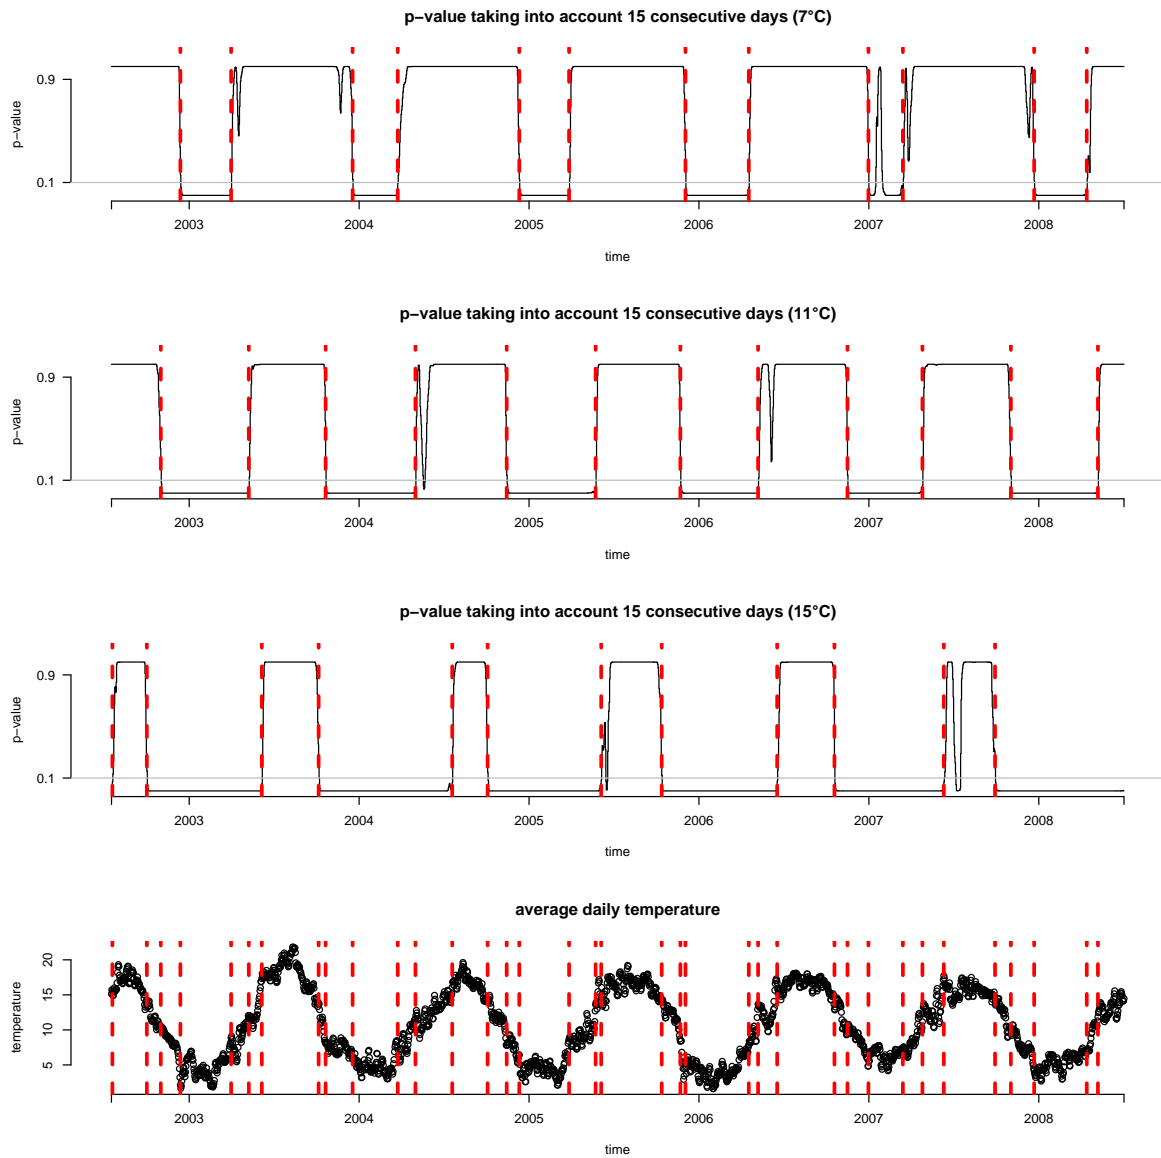 p−value taking into account 15 consecutive days (7°C)
p−value
0.9
0.1
2003 2004 2005 2006 2007 2008
time
p−value taking into account 15 consecutive days (11°C)
p−value
0.9
0.1
2003 2004 2005 2006 2007 2008
time
p−value taking into account 15 consecutive days (15°C)
p−value
0.9
0.1
2003 2004 2005 2006 2007 2008
time
average daily temperature
temperature
20
15
10
5
2003 2004 2005 2006 2007 2008
time